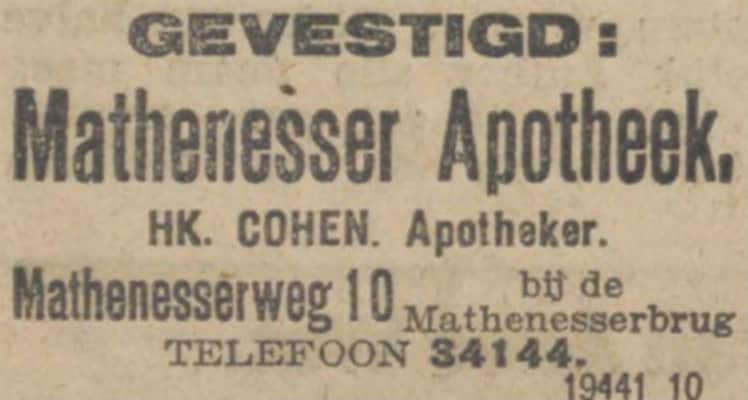 GEVESTIGD:
Mathenesser Apotheek.
HK. COHEN. Apotheker.
Mathenesserweg 10 bij de
Mathenesserbrug
TELEFOON 34144.
19441 10